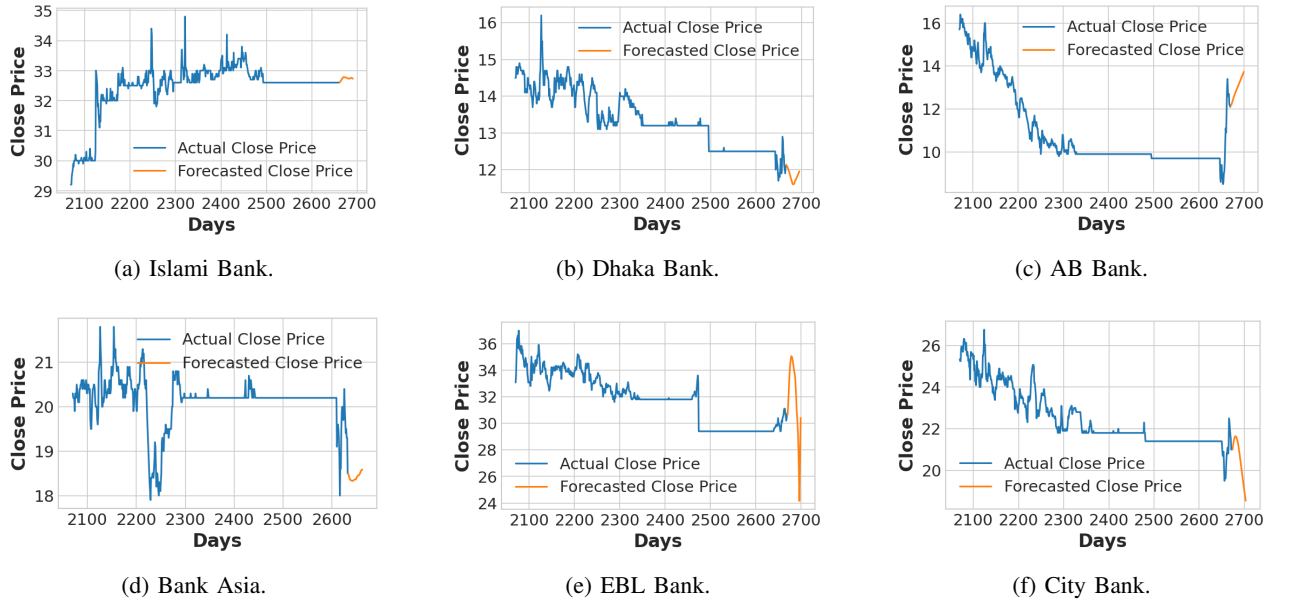 35
34
33
32
31
30
29
Close Price
Actual Close Price
Forecasted Close Price
2100 2200 2300 2400 2500 2600 2700
Days
(a) Islami Bank.
16
15
14
13
12
Close Price
Actual Close Price
Forecasted Close Price
2100 2200 2300 2400 2500 2600 2700
Days
(b) Dhaka Bank.
16
14
12
10
Close Price
Actual Close Price
Forecasted Close Price
2100 2200 2300 2400 2500 2600 2700
Days
(c) AB Bank.
21
20
19
18
Close Price
Actual Close Price
Forecasted Close Price
2100 2200 2300 2400 2500 2600
Days
(d) Bank Asia.
36
34
32
30
28
26
24
Close Price
Actual Close Price
Forecasted Close Price
2100 2200 2300 2400 2500 2600 2700
Days
(e) EBL Bank.
26
24
22
20
Close Price
Actual Close Price
Forecasted Close Price
2100 2200 2300 2400 2500 2600 2700
Days
(f) City Bank.